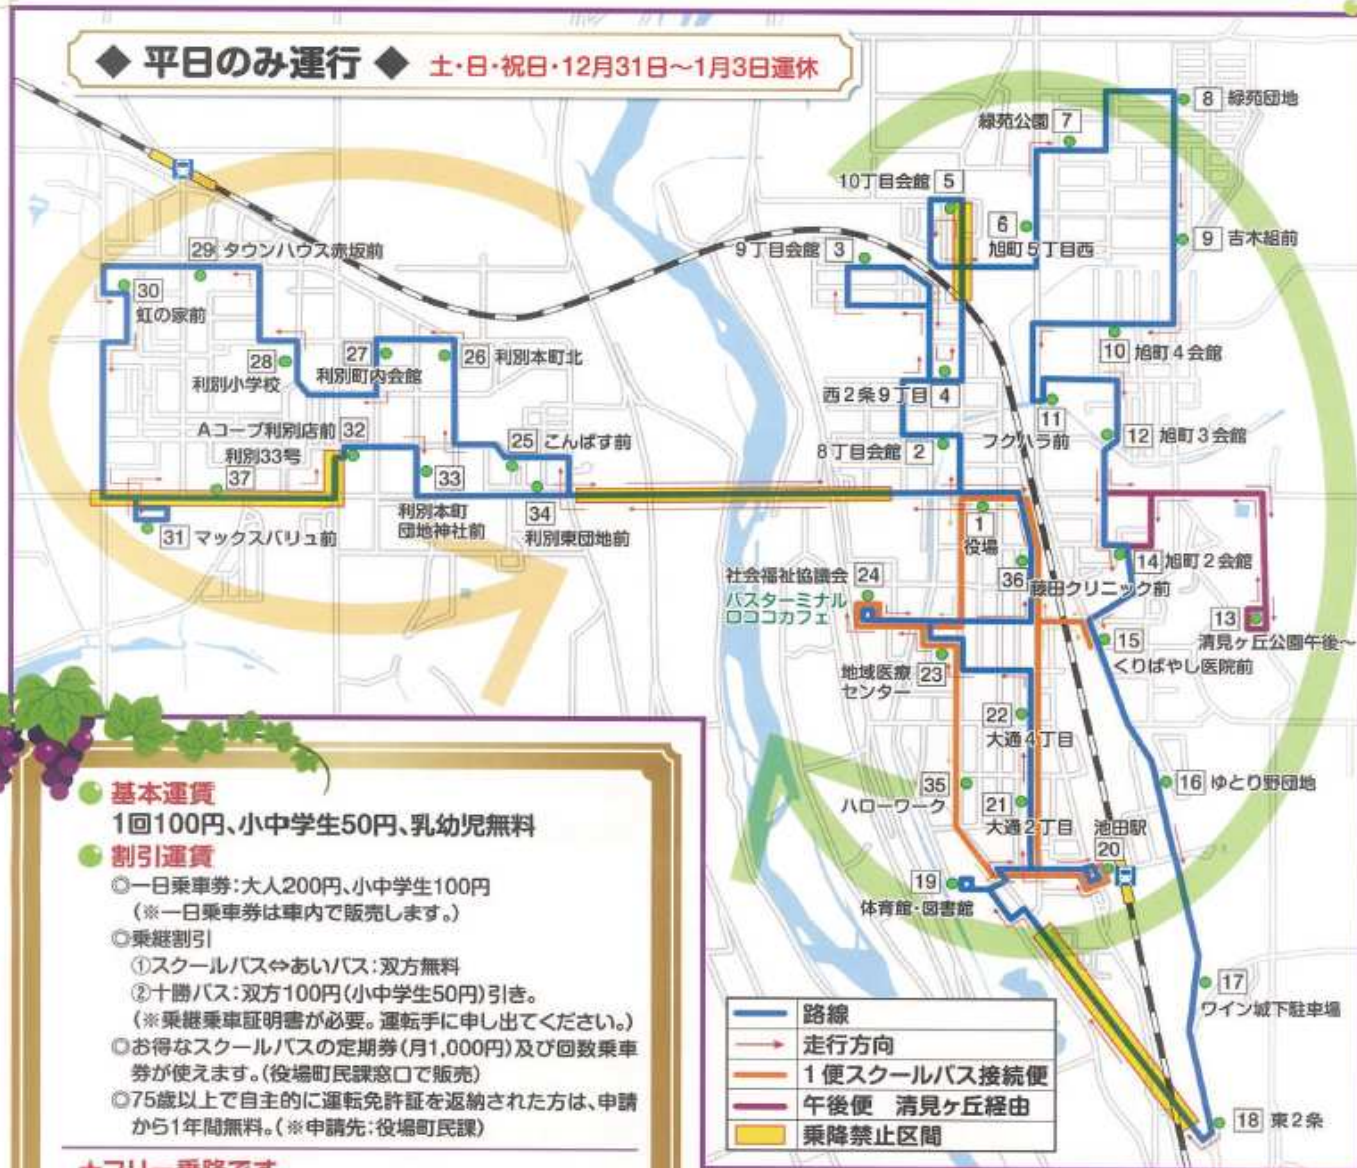 ◆ 平日のみ運行 ◆ 土・日・祝日・12月31日～1月3日運休
8 緑苑団地
緑苑公園 7
10丁目会館 5
6
旭町5丁目西
9丁目会館 3
9 吉木組前
29 タウンハウス赤坂前
30
虹の家前
28
利別小学校
27
利別町内会館
26 利別本町北
10 旭町4会館
西2条9丁目 4
11
フクハラ前
12 旭町3会館
Aコープ利別店前 32
利別33号
37
25 こんぱす前
8丁目会館 2
33
利別本町
団地神社前
34
利別東団地前
31 マックスバリュ前
1
役場
36
藤田クリニック前
14 旭町2会館
社会福祉協議会 24
バスターミナル
ロココカフェ
13
清見ヶ丘公園午後～
15
くりばやし医院前
地域医療
センター 23
22
大通4丁目
35
ハローワーク
21
大通2丁目
16 ゆとり野団地
池田駅
20
19
体育館・図書館
17
ワイン城下駐車場
18 東2条
路線
走行方向
1便スクールバス接続便
午後便 清見ヶ丘経由
乗降禁止区間
基本運賃
1回100円、小中学生50円、乳幼児無料
割引運賃
◎一日乗車券：大人200円、小中学生100円
（※一日乗車券は車内で販売します。）
◎乗継割引
①スクールバス⇔あいバス：双方無料
②十勝バス：双方100円（小中学生50円）引き。
（※乗継乗車証明書が必要。運転手に申し出てください。）
◎お得なスクールバスの定期券（月1,000円）及び回数乗車
券が使えます。（役場町民課窓口で販売）
◎75歳以上で自主的に運転免許証を返納された方は、申請
から1年間無料。（※申請先：役場町民課）
★フリー乗降です